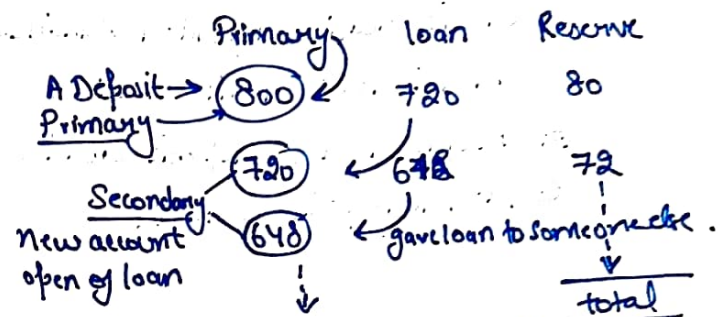 Primary loan Reserve
A Deposit → 800 720 80
Primary
720 648 72
Secondary
648 gave loan to someone else.
new account
open of loan
total